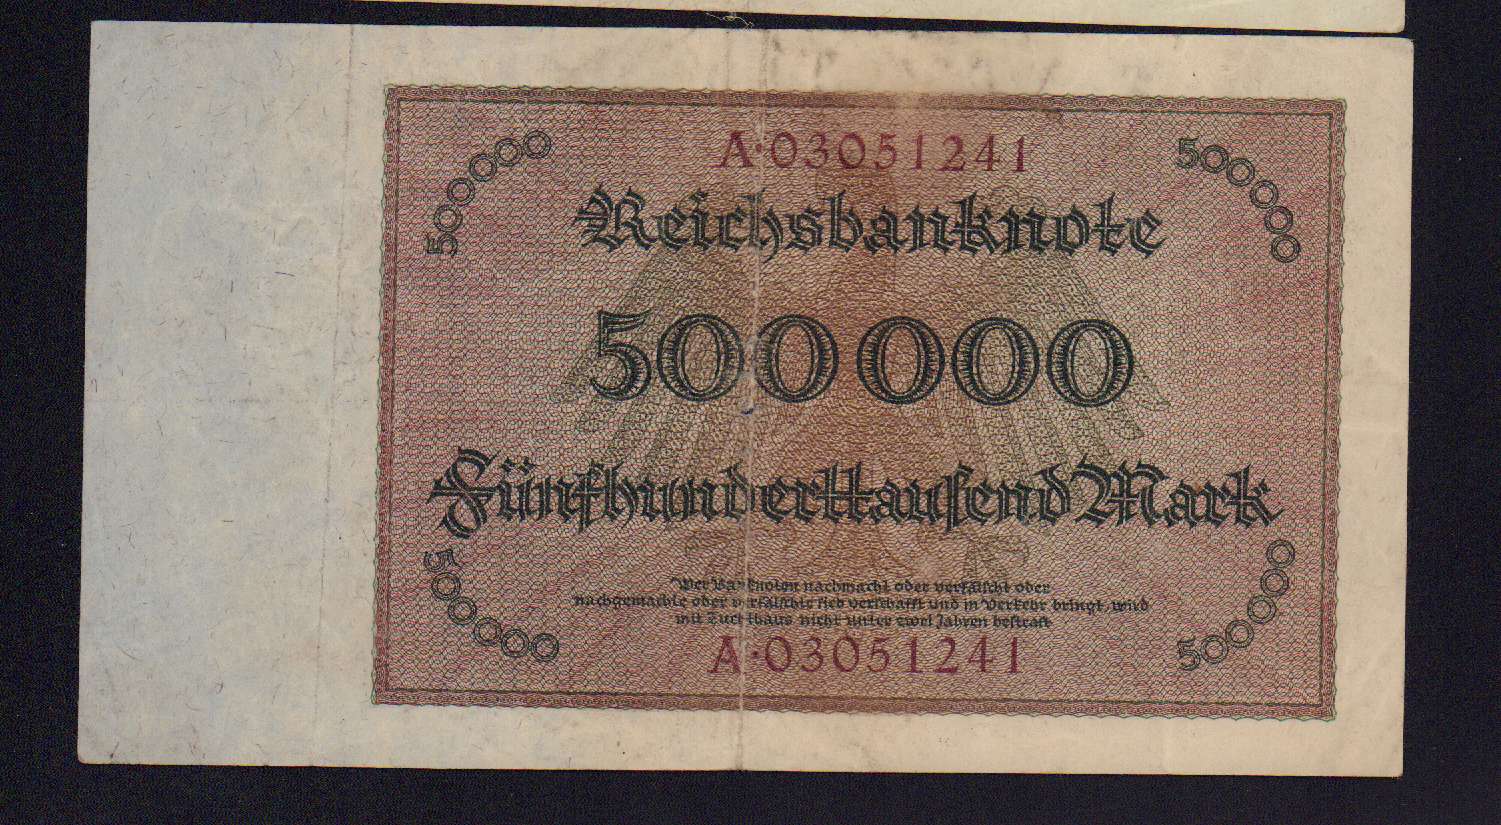 A·03051241
500000
500000
Reichsbanknote
500000
Fünfhunderttausend Mark
500000
500000
Wer Banknoten nachmacht oder verfälscht oder
nachgemachte oder verfälschte sich verschafft und in Verkehr bringt, wird
mit Zuchthaus nicht unter zwei Jahren bestraft
A·03051241